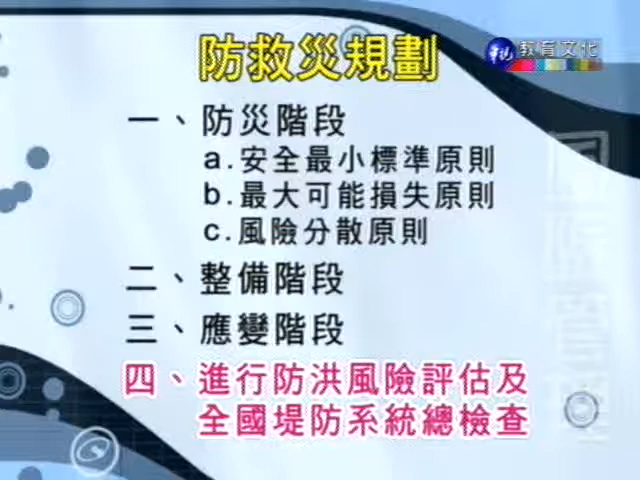 防救災規劃
華視 教育文化
一、防災階段
a.安全最小標準原則
b.最大可能損失原則
c.風險分散原則
二、整備階段
三、應變階段
四、進行防洪風險評估及
全國堤防系統總檢查